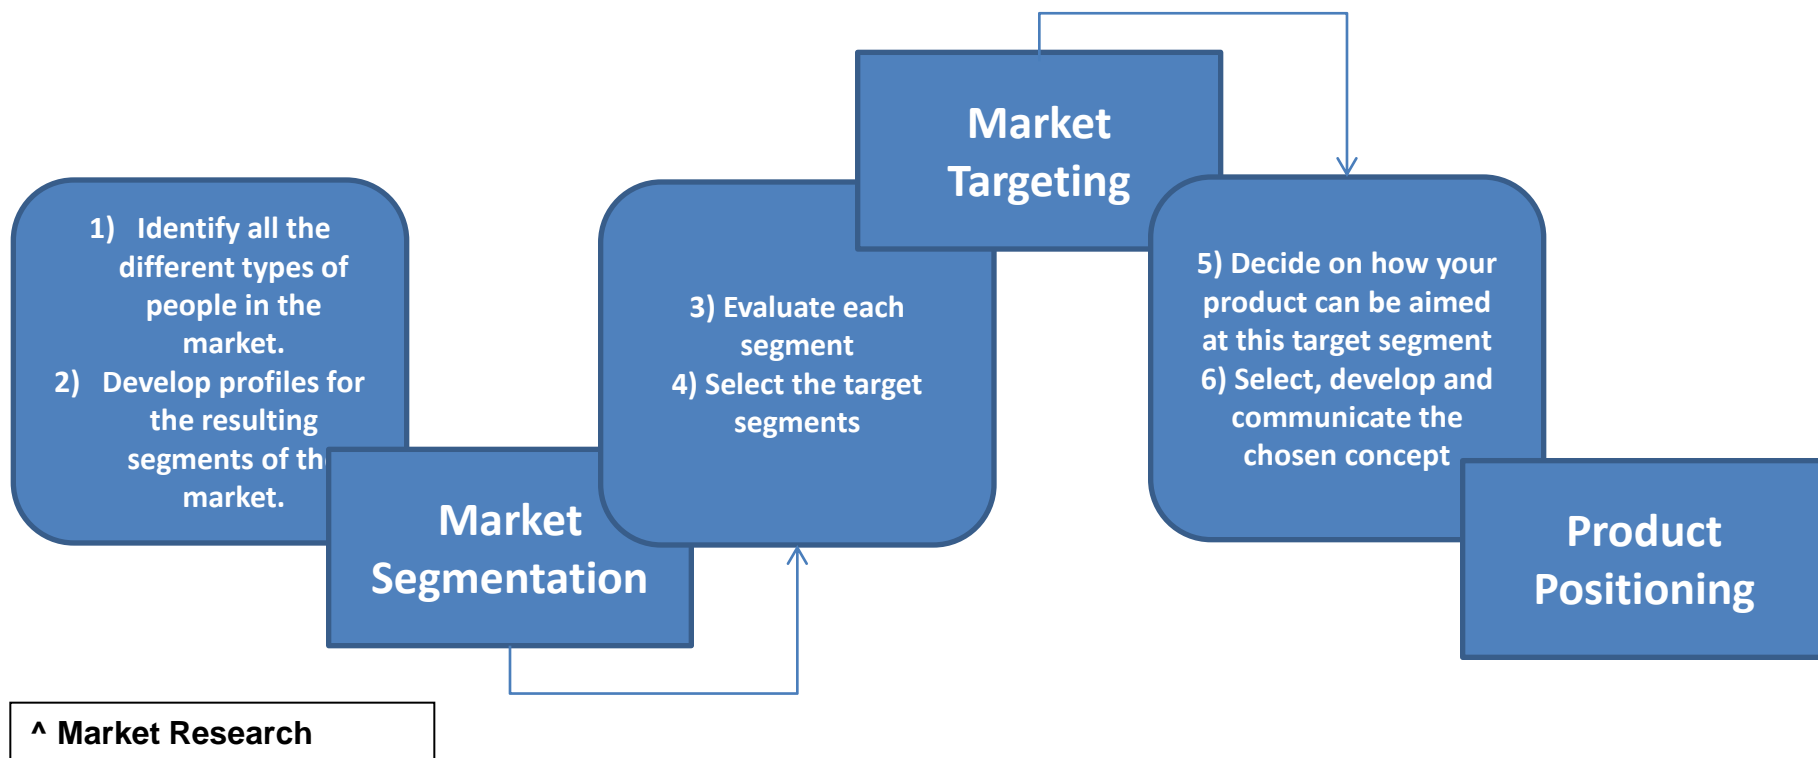 1) Identify all the
different types of
people in the
market.
2) Develop profiles for
the resulting
segments of th
market.
Market
Segmentation
3) Evaluate each
segment
4) Select the target
segments
Market
Targeting
5) Decide on how your
product can be aimed
at this target segment
6) Select, develop and
communicate the
chosen concept
Product
Positioning
^ Market Research